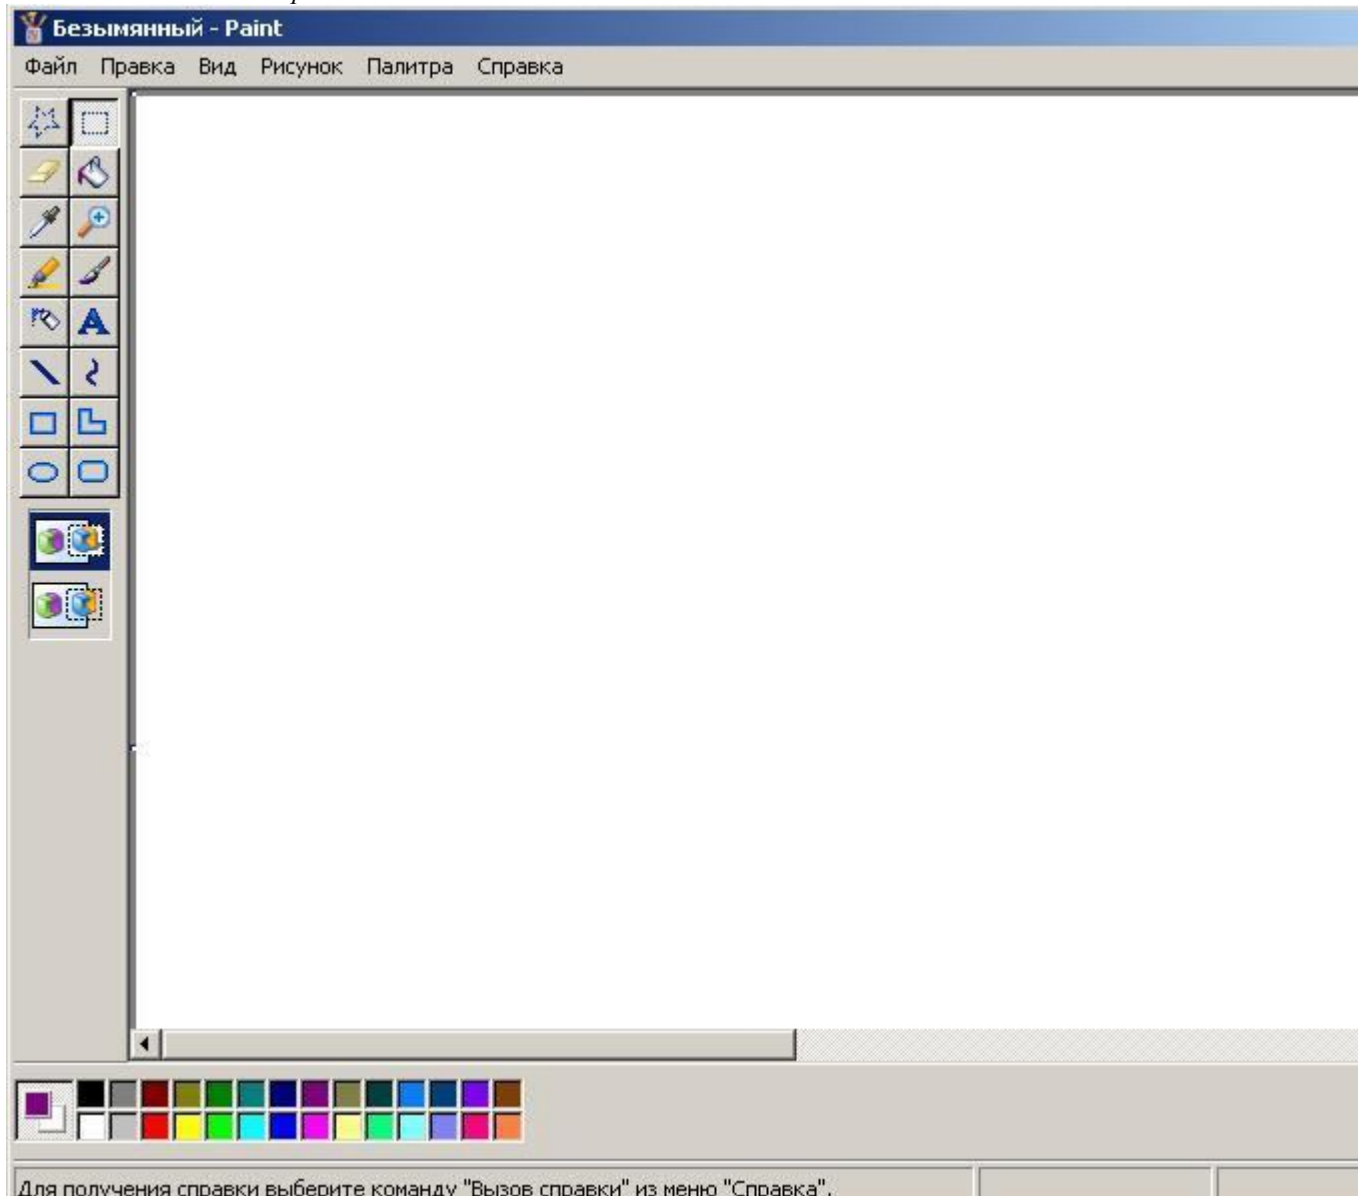 Безымянный - Paint
Файл Правка Вид Рисунок Палитра Справка
A
Для получения справки выберите команду "Вызов справки" из меню "Справка".